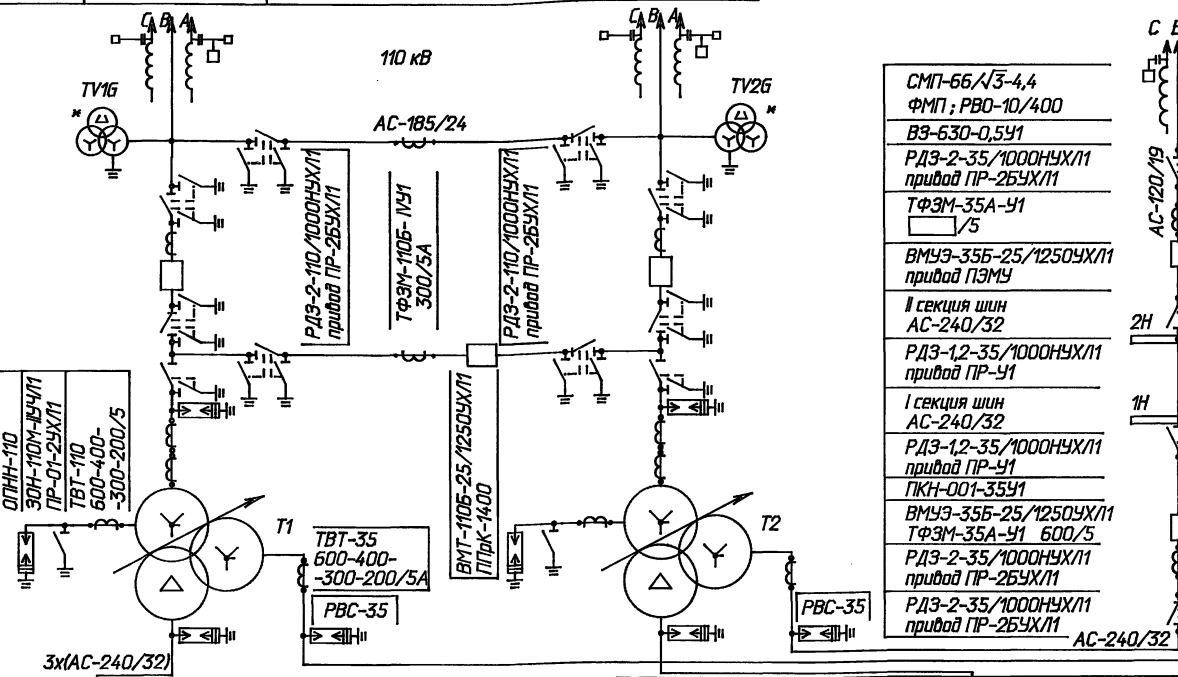 C B A
110 кВ
C B A
TV1G
*
TV2G
*
АС-185/24
РДЗ-2-110/1000НУХЛ1
привод ПР-2БУХЛ1
ТФЗМ-110Б-IVУ1
300/5А
РДЗ-2-110/1000НУХЛ1
привод ПР-2БУХЛ1
ОПНН-110
ЗОН-110М-IIУЧЛ1
ПР-01-2УХЛ1
ТВТ-110
600-400-
-300-200/5
T1
ТВТ-35
600-400-
-300-200/5А
РВС-35
ВМТ-110Б-25/1250УХЛ1
ППрК-1400
T2
РВС-35
3х(АС-240/32)
СМП-66/√3-4,4
ФМП; РВО-10/400
ВЗ-630-0,5У1
РДЗ-2-35/1000НУХЛ1
привод ПР-2БУХЛ1
ТФЗМ-35А-У1
/5
ВМУЭ-35Б-25/1250УХЛ1
привод ПЭМУ
II секция шин
АС-240/32
РДЗ-1,2-35/1000НУХЛ1
привод ПР-У1
I секция шин
АС-240/32
РДЗ-1,2-35/1000НУХЛ1
привод ПР-У1
ПКН-001-35У1
ВМУЭ-35Б-25/1250УХЛ1
ТФЗМ-35А-У1 600/5
РДЗ-2-35/1000НУХЛ1
привод ПР-2БУХЛ1
РДЗ-2-35/1000НУХЛ1
привод ПР-2БУХЛ1
АС-240/32
C B
АС-120/19
2Н
1Н